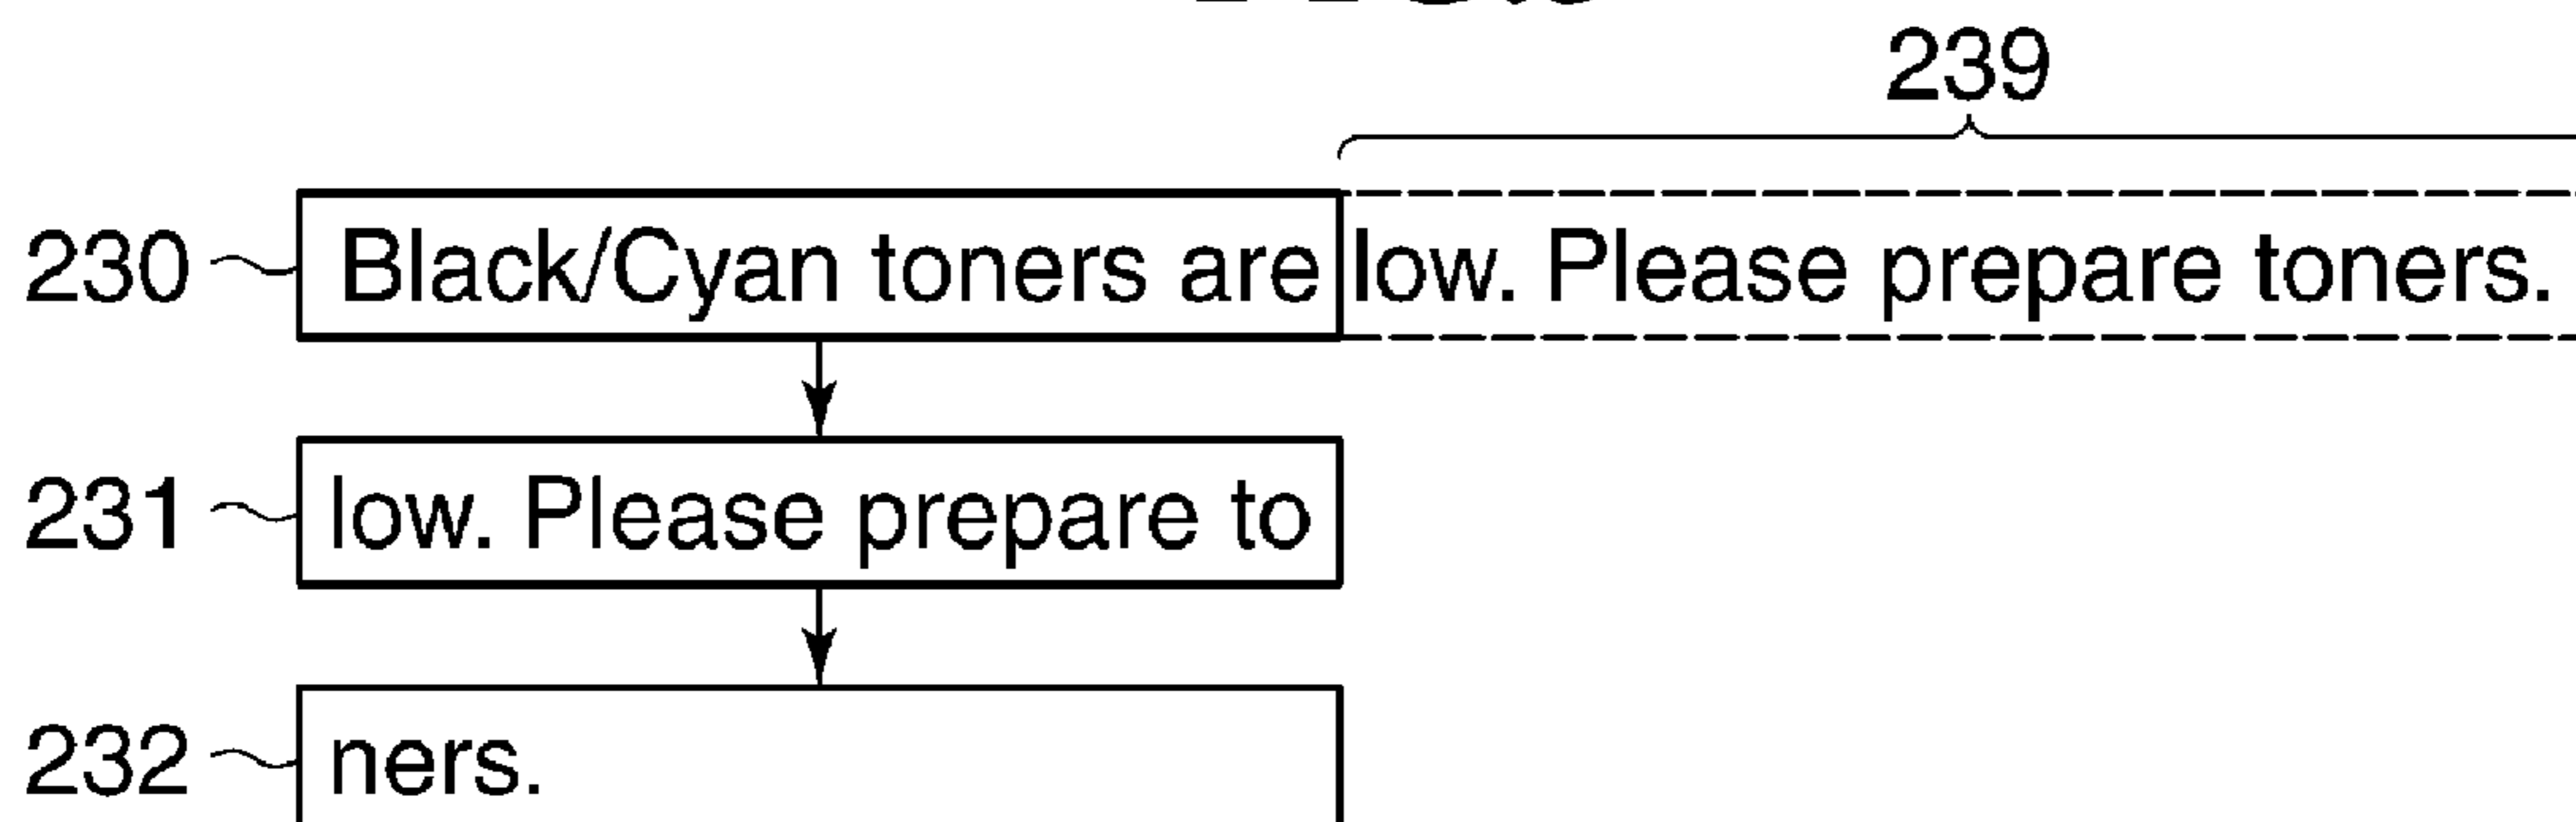 239
230 Black/Cyan toners are low. Please prepare toners.
231 low. Please prepare to
232 ners.